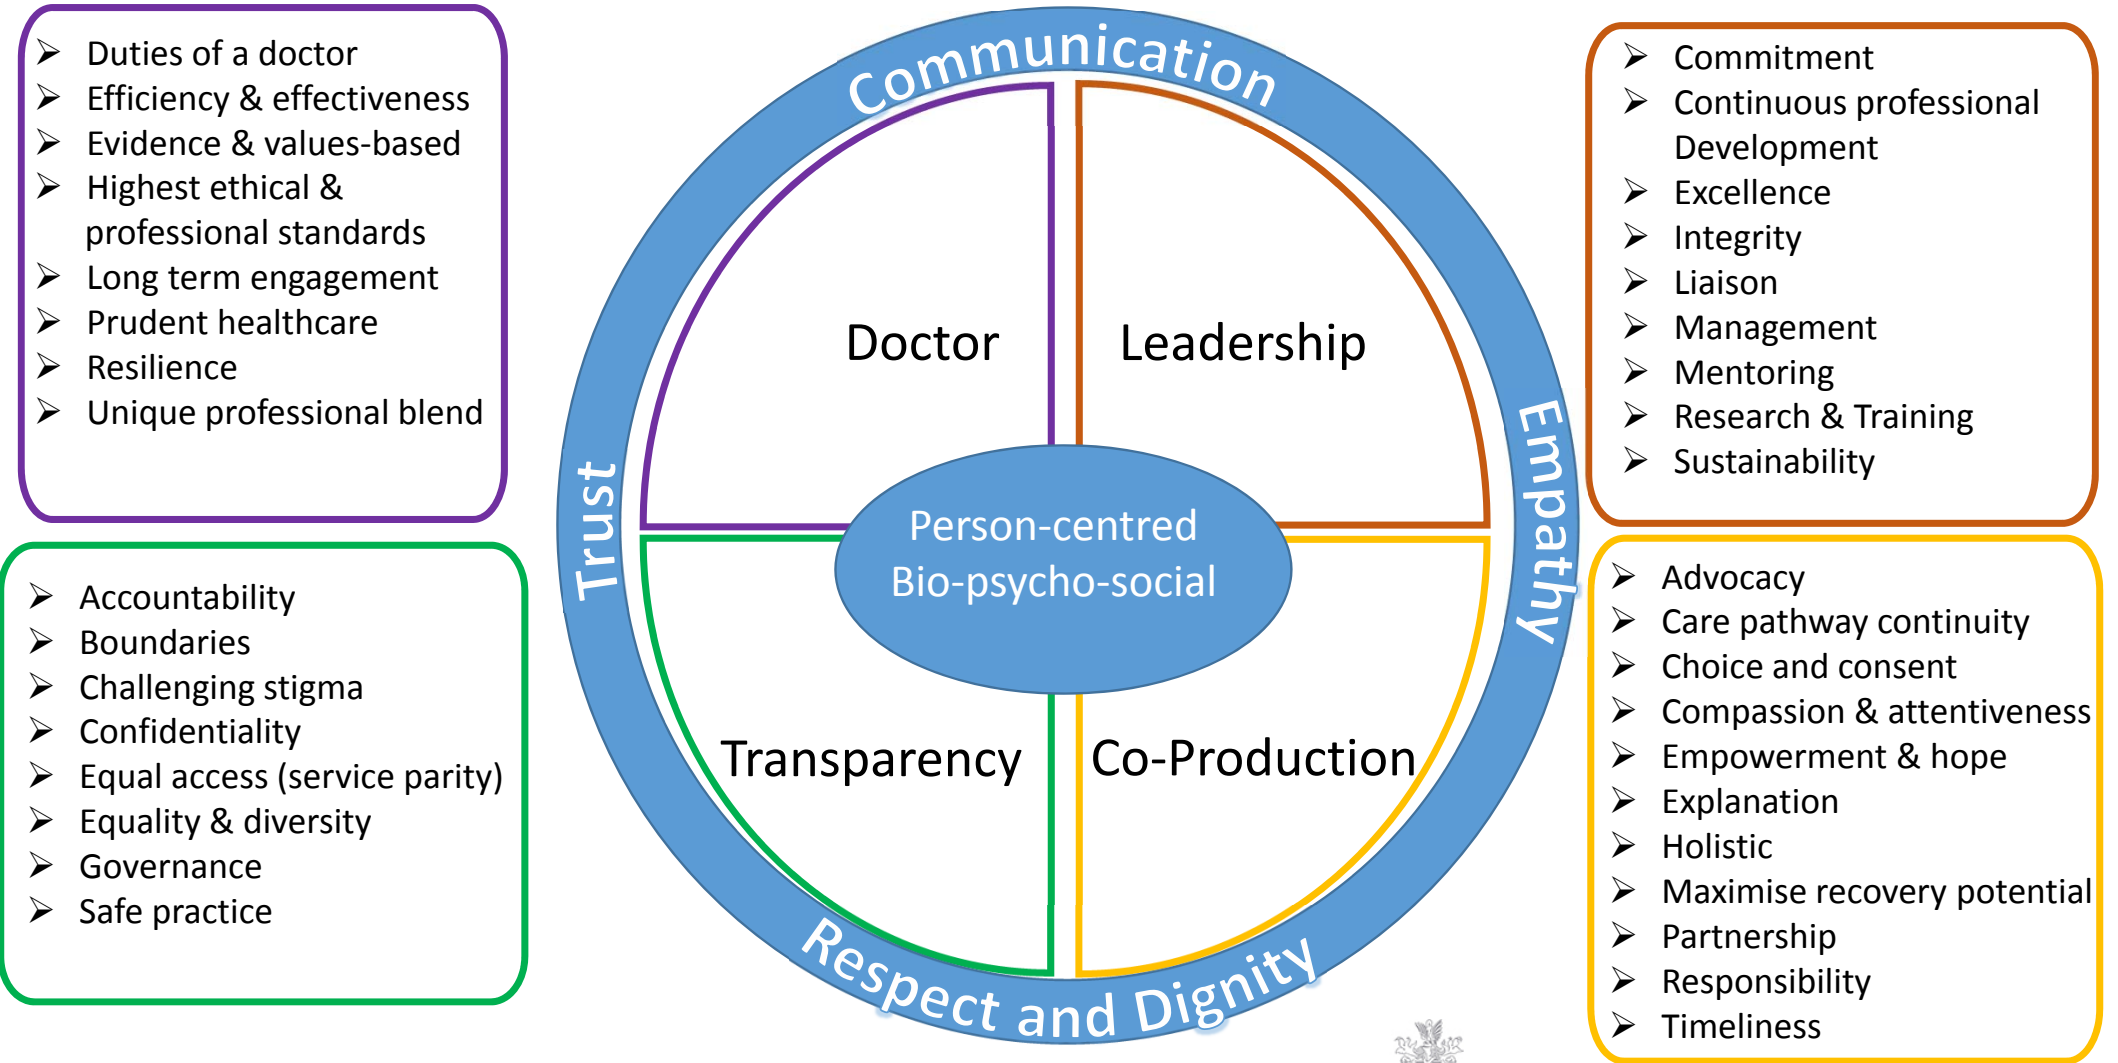 ➢ Duties of a doctor
➢ Efficiency & effectiveness
➢ Evidence & values-based
➢ Highest ethical &
professional standards
➢ Long term engagement
➢ Prudent healthcare
➢ Resilience
➢ Unique professional blend
➢ Accountability
➢ Boundaries
➢ Challenging stigma
➢ Confidentiality
➢ Equal access (service parity)
➢ Equality & diversity
➢ Governance
➢ Safe practice
Communication
Trust
Empathy
Respect and Dignity
Doctor
Leadership
Person-centred
Bio-psycho-social
Transparency
Co-Production
➢ Commitment
➢ Continuous professional
Development
➢ Excellence
➢ Integrity
➢ Liaison
➢ Management
➢ Mentoring
➢ Research & Training
➢ Sustainability
➢ Advocacy
➢ Care pathway continuity
➢ Choice and consent
➢ Compassion & attentiveness
➢ Empowerment & hope
➢ Explanation
➢ Holistic
➢ Maximise recovery potential
➢ Partnership
➢ Responsibility
➢ Timeliness